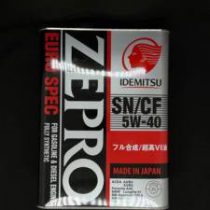 IDEMITSU
ZEPRO
EURO SPEC
FOR GASOLINE & DIESEL ENGINE
FULLY SYNTHETIC
SN/CF
5W-40
フル合成/超高VI油
MADE IN JAPAN